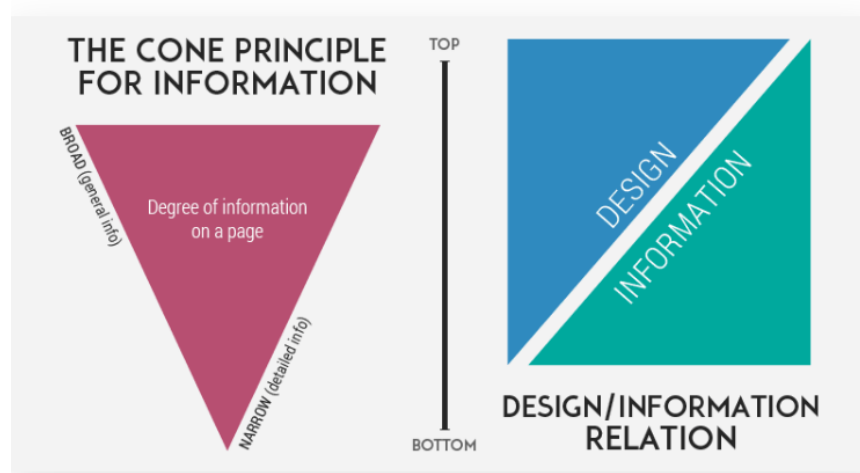 THE CONE PRINCIPLE
FOR INFORMATION
BROAD (general info)
Degree of information
on a page
NARROW (detailed info)
TOP
BOTTOM
DESIGN
INFORMATION
DESIGN/INFORMATION
RELATION